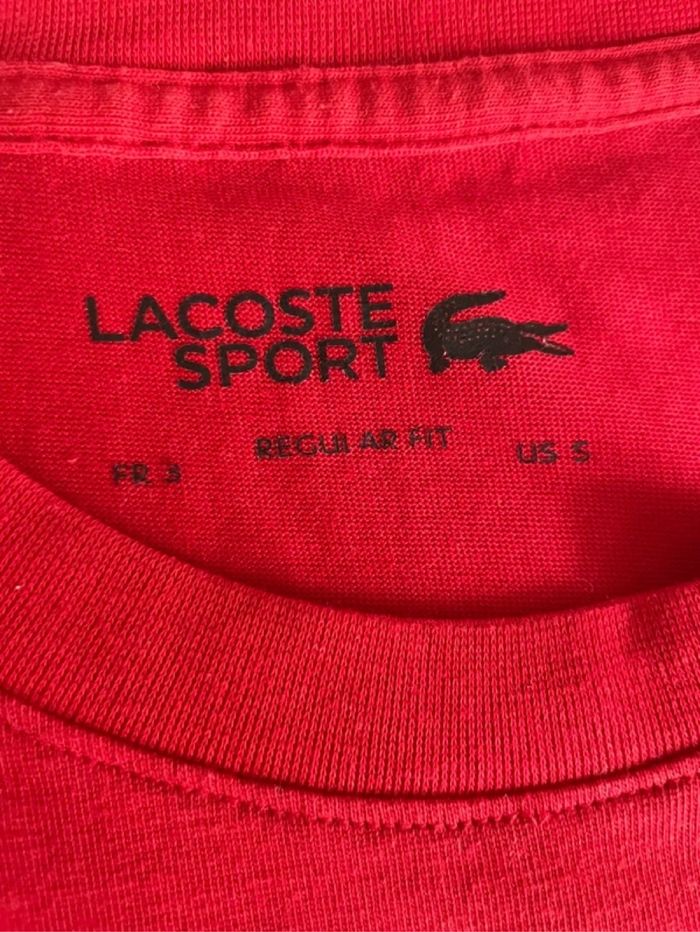 LACOSTE
SPORT
REGULAR FIT
FR 3
US S